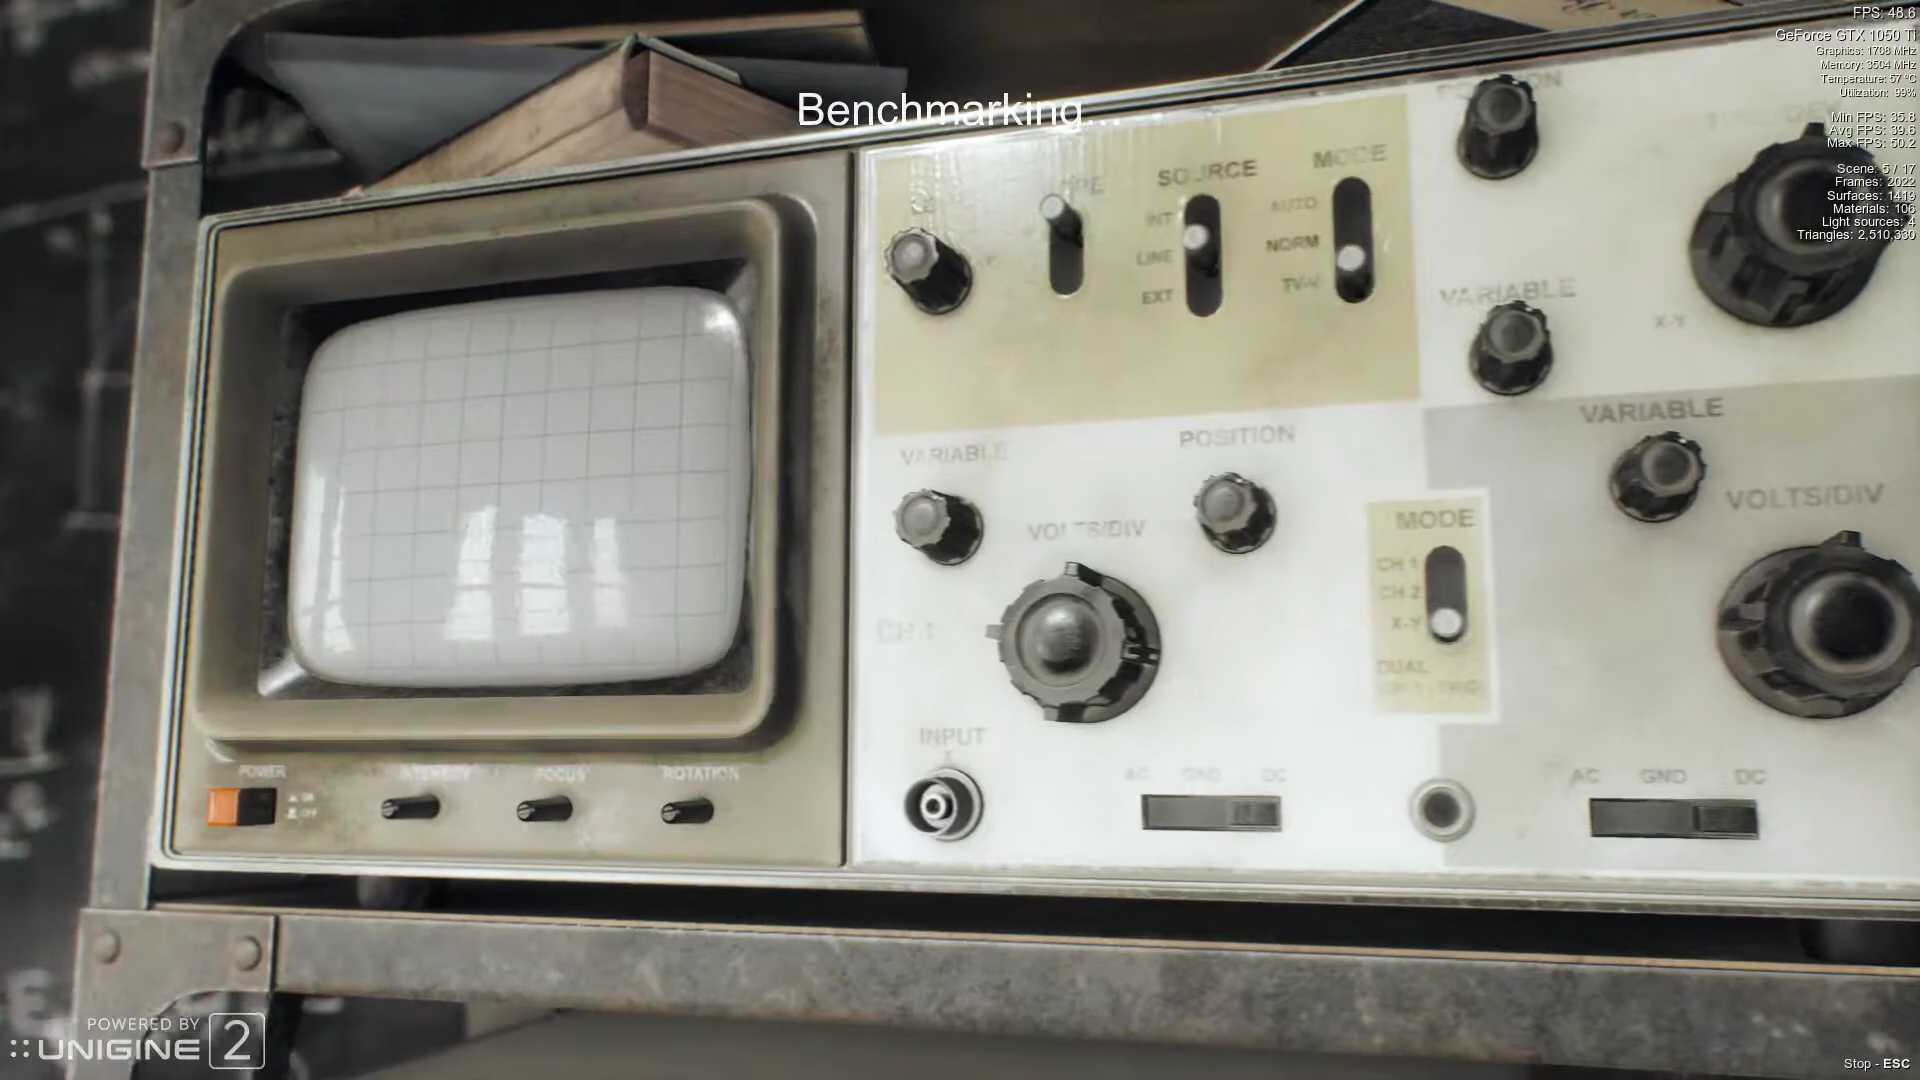 FPS: 48.6
GeForce GTX 1050 Ti
Graphics: 1708 MHz
Memory: 3504 MHz
Temperature: 57 °C
Utilization: 99%
Min FPS: 35.8
Avg FPS: 39.6
Max FPS: 50.2
Scene: 5 / 17
Frames: 2022
Surfaces: 1419
Materials: 106
Light sources: 4
Triangles: 2,510,330
Benchmarking...
SOURCE
INT
LINE
EXT
MODE
AUTO
NORM
TV-V
VARIABLE
X-Y
VARIABLE
POSITION
VOLTS/DIV
CH 1
MODE
CH 1
CH 2
X-Y
DUAL
VARIABLE
VOLTS/DIV
INPUT
X
AC GND DC
AC GND DC
POWER
ON
OFF
INTENSITY
FOCUS
ROTATION
POWERED BY
UNIGINE 2
Stop - ESC